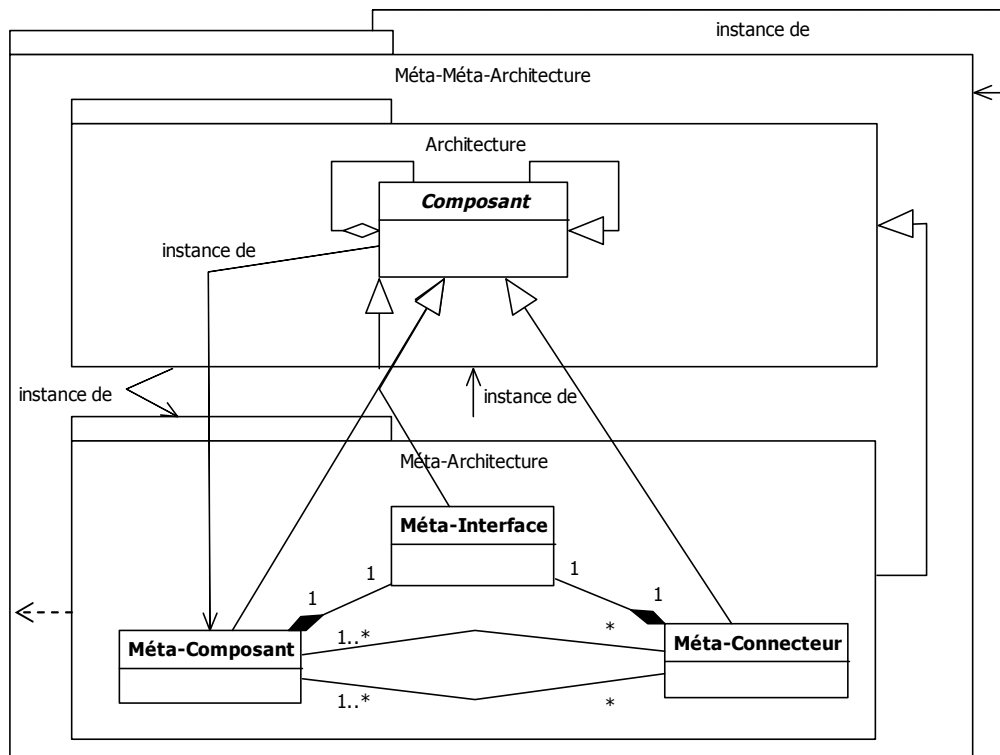 instance de
Méta-Méta-Architecture
Architecture
Composant
instance de
instance de
instance de
Méta-Architecture
Méta-Interface
1
1
1
1
Méta-Composant
1..*
*
Méta-Connecteur
1..*
*